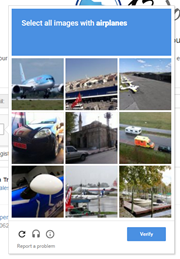 Select all images with airplanes
Verify
Report a problem